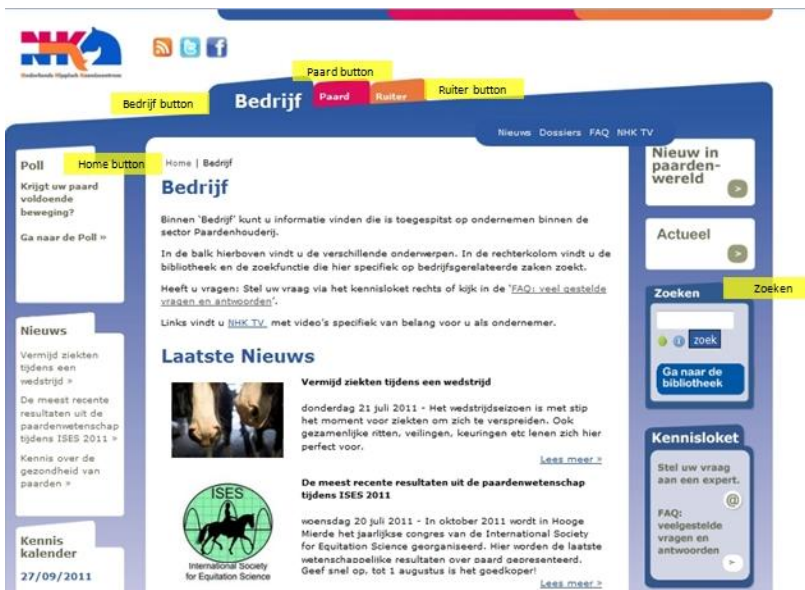 NHK
Nederlands Hippisch Kenniscentrum
Paard button
Bedrijf button
Ruiter button
Bedrijf
Paard
Ruiter
Nieuws Dossiers FAQ NHK TV
Home button
Poll
Krijgt uw paard
voldoende
beweging?
Ga naar de Poll »
Nieuws
Vermijd ziekten
tijdens een
wedstrijd »
De meest recente
resultaten uit de
paardenwetenschap
tijdens ISES 2011 »
Kennis over de
gezondheid van
paarden »
Kennis
kalender
27/09/2011
Home | Bedrijf
Bedrijf
Binnen 'Bedrijf' kunt u informatie vinden die is toegespitst op ondernemen binnen de
sector Paardenhouderij.
In de balk hierboven vindt u de verschillende onderwerpen. In de rechterkolom vindt u de
bibliotheek en de zoekfunctie die hier specifiek op bedrijfsgerelateerde zaken zoekt.
Heeft u vragen: Stel uw vraag via het kennisloket rechts of kijk in de 'FAQ: veel gestelde
vragen en antwoorden'.
Links vindt u NHK TV met video's specifiek van belang voor u als ondernemer.
Laatste Nieuws
Vermijd ziekten tijdens een wedstrijd
donderdag 21 juli 2011 - Het wedstrijdseizoen is met stip
het moment voor ziekten om zich te verspreiden. Ook
gezamenlijke ritten, veilingen, keuringen etc lenen zich hier
perfect voor.
Lees meer »
ISES
International Society
for Equitation Science
De meest recente resultaten uit de paardenwetenschap
tijdens ISES 2011
woensdag 20 juli 2011 - In oktober 2011 wordt in Hooge
Mierde het jaarlijkse congres van de International Society
for Equitation Science georganiseerd. Hier worden de laatste
wetenschappelijke resultaten over paard gepresenteerd.
Geef snel op, tot 1 augustus is het goedkoper!
Lees meer »
Nieuw in
paarden-
wereld
>
Actueel
>
Zoeken
Zoeken
zoek
Ga naar de
bibliotheek
Kennisloket
Stel uw vraag
aan een expert.
@
FAQ:
veelgestelde
vragen en
antwoorden
>